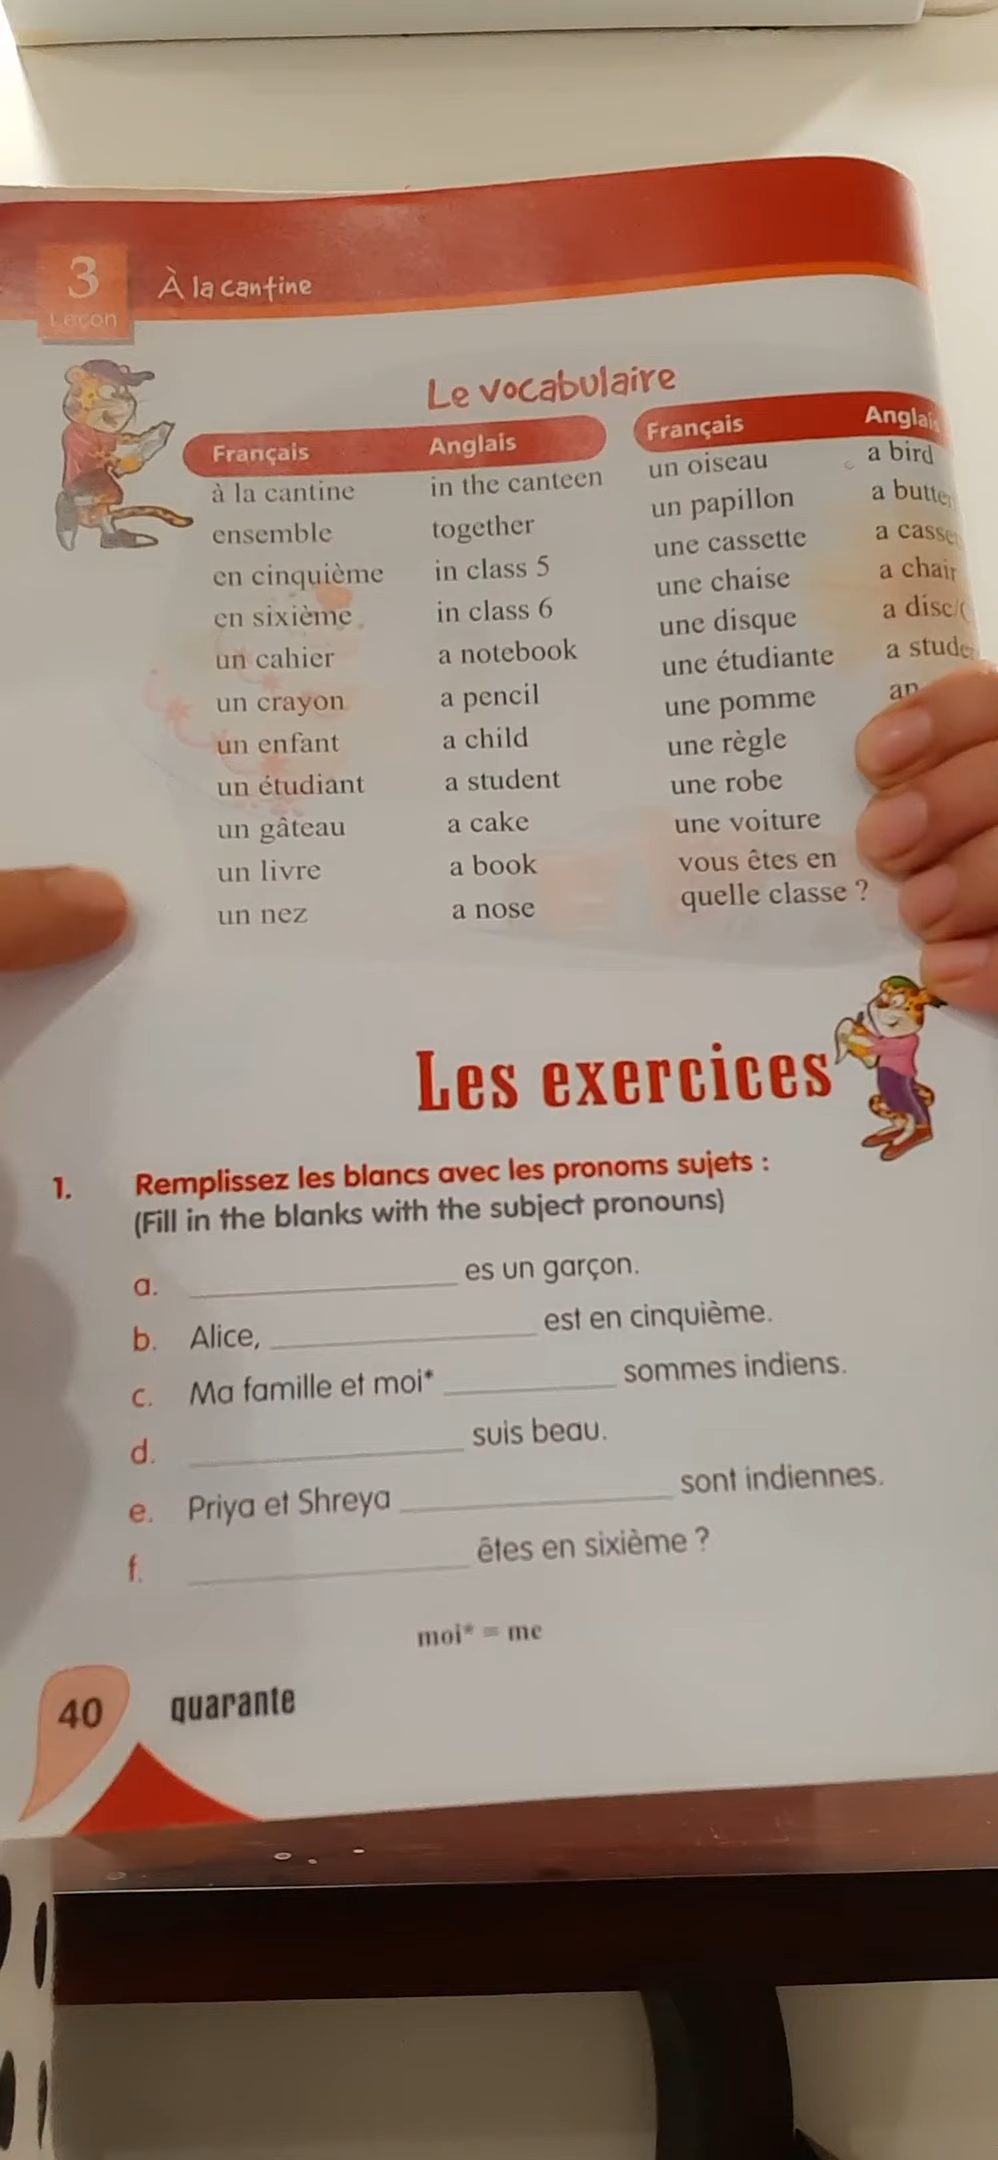 3
Leçon
À la cantine
Le vocabulaire
Français Anglais
à la cantine in the canteen
ensemble together
en cinquième in class 5
en sixième in class 6
un cahier a notebook
un crayon a pencil
un enfant a child
un étudiant a student
un gâteau a cake
un livre a book
un nez a nose
Français
un oiseau a bird
un papillon a
une cassette a
une chaise a chair
une disque a disc/
une étudiante a
une pomme an
une règle
une robe
une voiture
vous êtes en
quelle classe ?
Les exercices
1. Remplissez les blancs avec les pronoms sujets :
(Fill in the blanks with the subject pronouns)
a. es un garçon.
b. Alice, est en cinquième.
c. Ma famille et moi* sommes indiens.
d. suis beau.
e. Priya et Shreya sont indiennes.
f. êtes en sixième ?
moi* = me
40 quarante